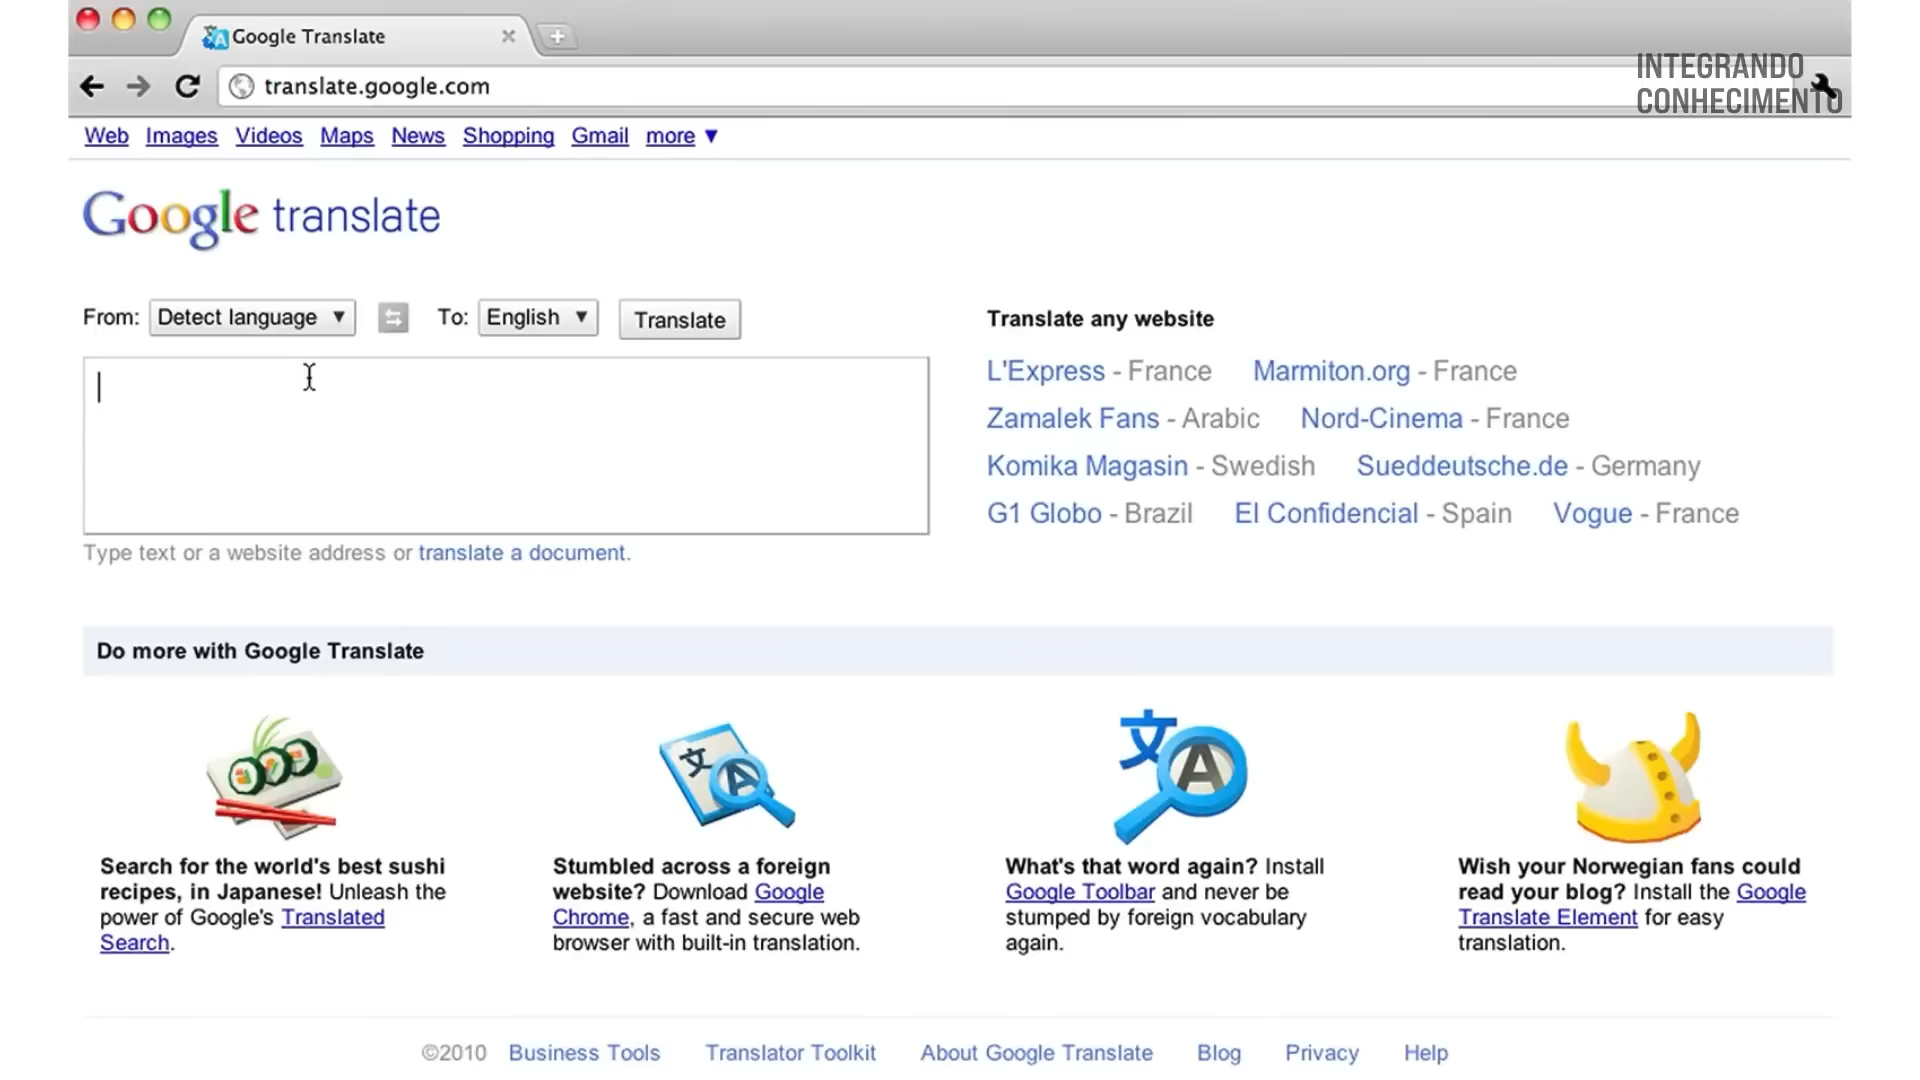 Google Translate
translate.google.com
INTEGRANDO
CONHECIMENTO
Web Images Videos Maps News Shopping Gmail more ▼
Google translate
From: Detect language ▼ To: English ▼ Translate
Type text or a website address or translate a document.
Translate any website
L'Express - France Marmiton.org - France
Zamalek Fans - Arabic Nord-Cinema - France
Komika Magasin - Swedish Sueddeutsche.de - Germany
G1 Globo - Brazil El Confidencial - Spain Vogue - France
Do more with Google Translate
文 A
文 A
Search for the world's best sushi
recipes, in Japanese! Unleash the
power of Google's Translated
Search.
Stumbled across a foreign
website? Download Google
Chrome, a fast and secure web
browser with built-in translation.
What's that word again? Install
Google Toolbar and never be
stumped by foreign vocabulary
again.
Wish your Norwegian fans could
read your blog? Install the Google
Translate Element for easy
translation.
©2010 Business Tools Translator Toolkit About Google Translate Blog Privacy Help